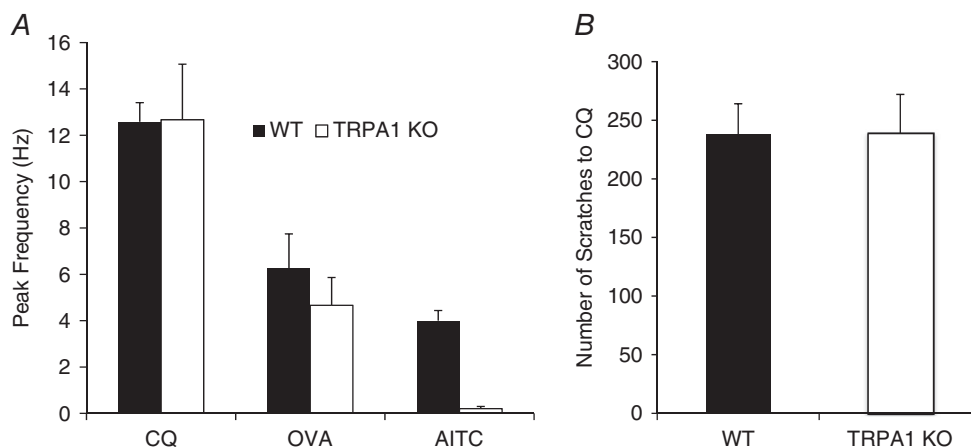 A
16
14
12
10
8
6
4
2
0
Peak Frequency (Hz)
WT TRPA1 KO
CQ OVA AITC
B
300
250
200
150
100
50
0
Number of Scratches to CQ
WT TRPA1 KO